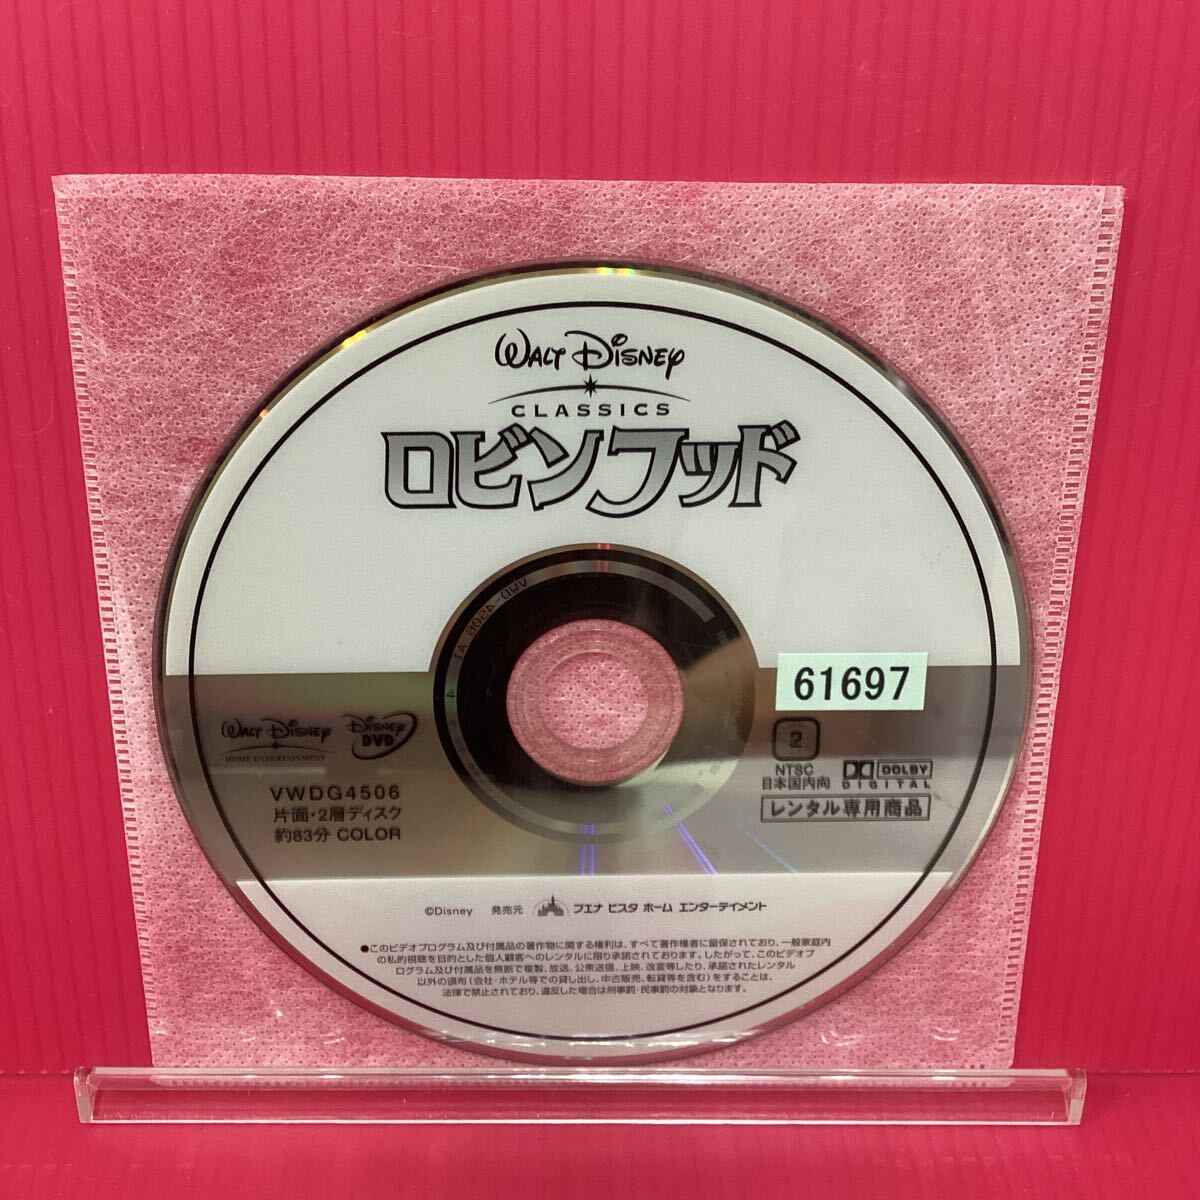 WALT DISNEY
CLASSICS
ロビンフッド
VWD-4506 A1
61697
WALT DISNEY
HOME ENTERTAINMENT
DISNEY
DVD
2
NTSC
日本国内向
DOLBY
DIGITAL
VWDG4506
片面・2層ディスク
約83分 COLOR
レンタル専用商品
©Disney 発売元 ブエナ ビスタ ホーム エンターテイメント
●このビデオプログラム及び付属品の著作物に関する権利は、すべて著作権者に留保されており、一般家庭内
の私的視聴を目的とした個人顧客へのレンタルに限り承諾されております。したがって、このビデオプ
ログラム及び付属品を無断で複製、放送、公衆送信、上映、改変等したり、承諾されたレンタル
以外の頒布（会社・ホテル等での貸し出し、中古販売、転貸等を含む）をすることは、
法律で禁止されており、違反した場合は刑事罰・民事罰の対象となります。